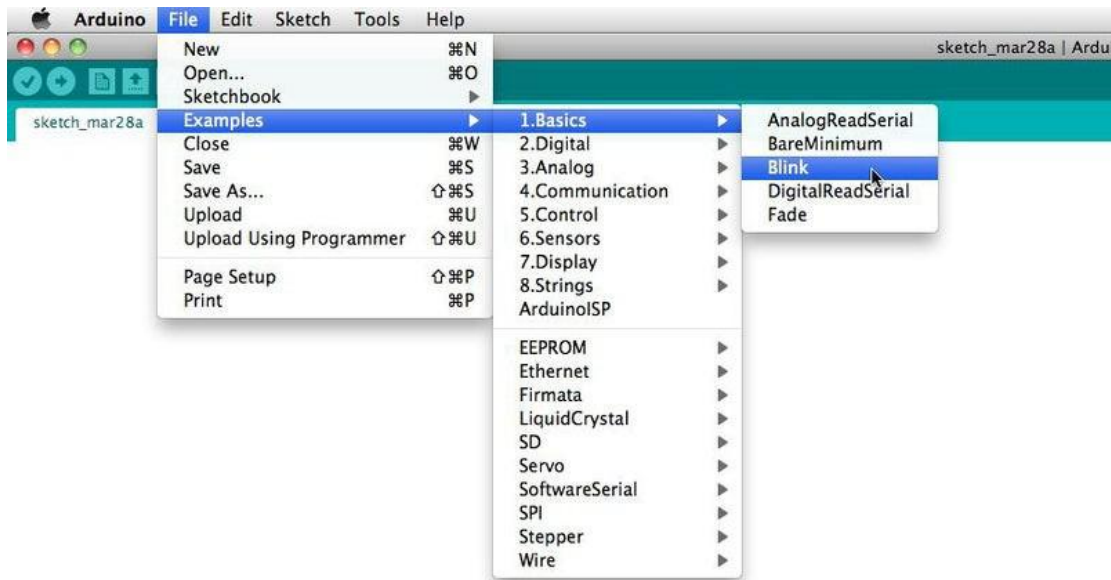 Arduino File Edit Sketch Tools Help
sketch_mar28a | Ardu
sketch_mar28a
New ⌘N
Open... ⌘O
Sketchbook
Examples
Close ⌘W
Save ⌘S
Save As... ⇧⌘S
Upload ⌘U
Upload Using Programmer ⇧⌘U
Page Setup ⇧⌘P
Print ⌘P
1.Basics
2.Digital
3.Analog
4.Communication
5.Control
6.Sensors
7.Display
8.Strings
ArduinoISP
EEPROM
Ethernet
Firmata
LiquidCrystal
SD
Servo
SoftwareSerial
SPI
Stepper
Wire
AnalogReadSerial
BareMinimum
Blink
DigitalReadSerial
Fade